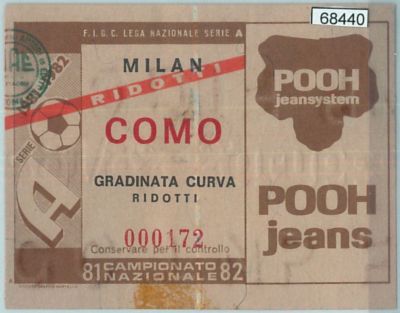 68440
F.I.G.C. LEGA NAZIONALE SERIE A
MILAN
RIDOTTI
COMO
GRADINATA CURVA
RIDOTTI
000172
Conservare per il controllo
81 CAMPIONATO NAZIONALE 82
SERIE
A
1982
POOH
jeansystem
POOH
jeans